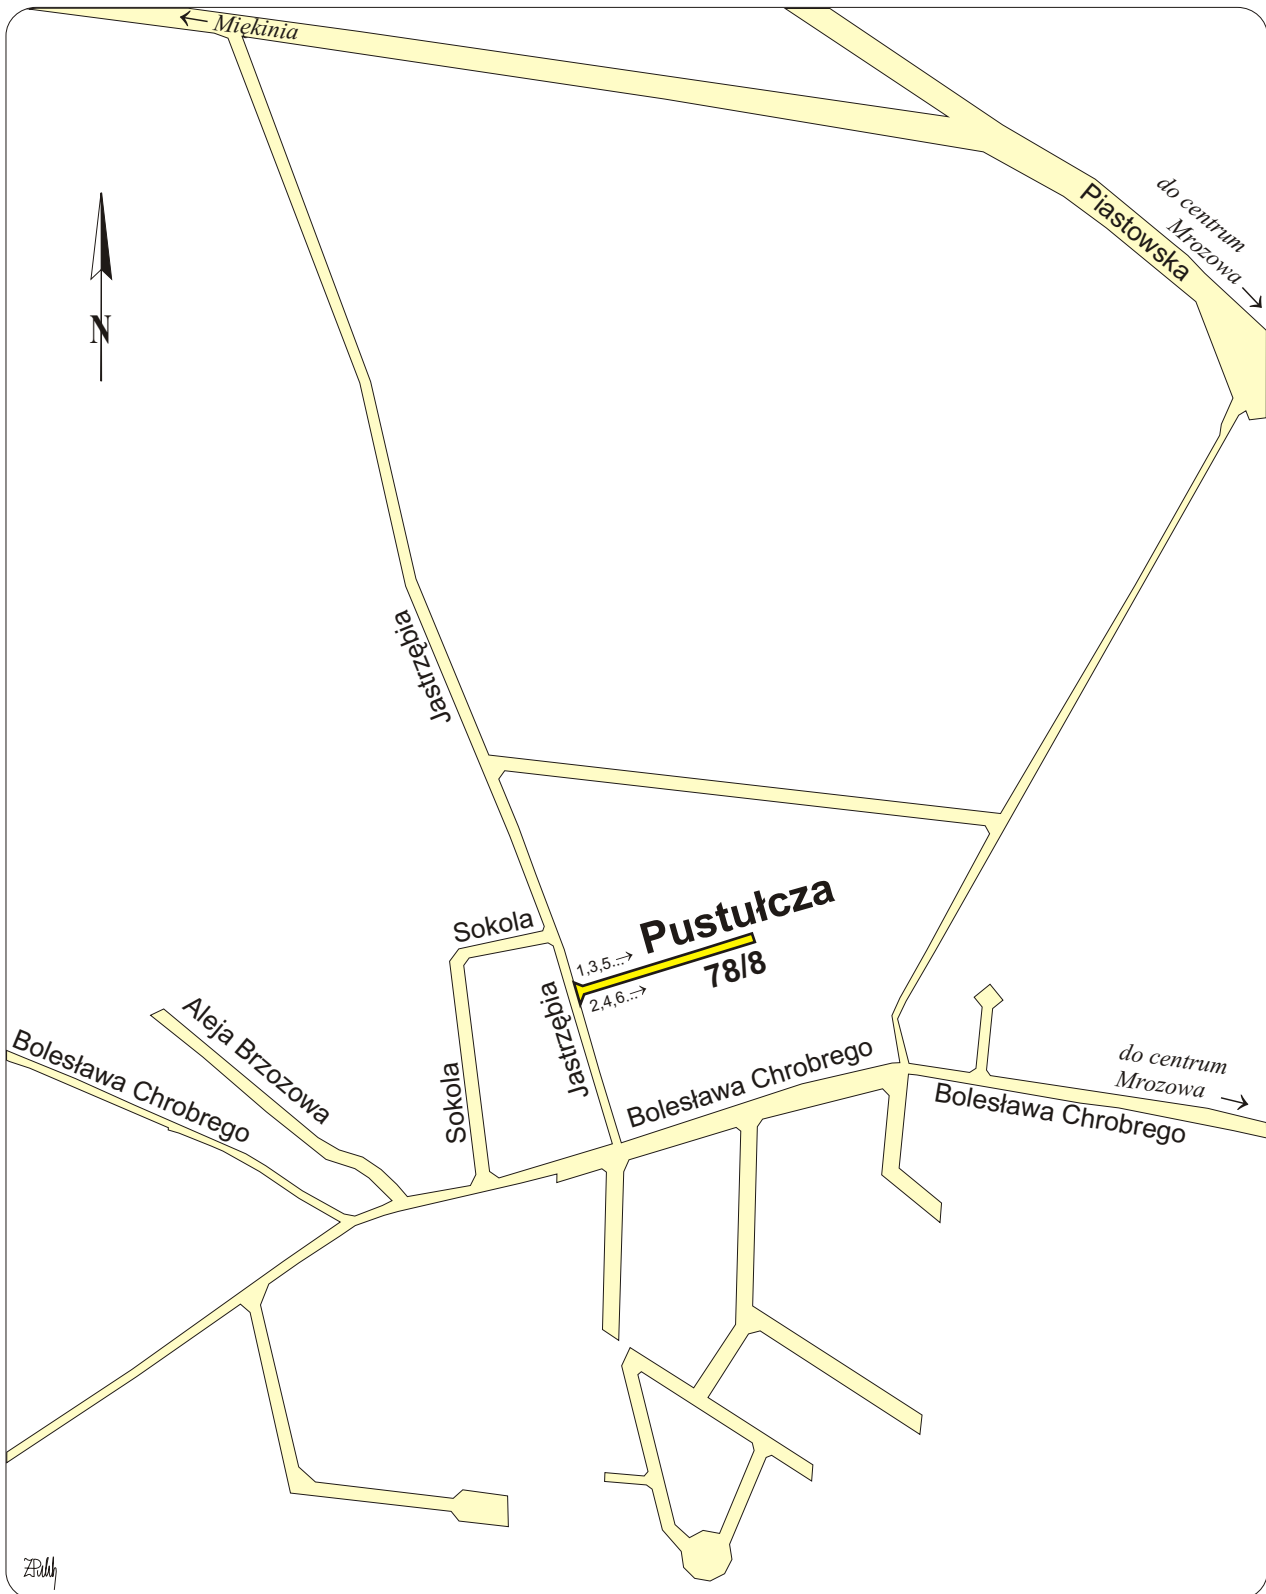 ← Miękinia
do centrum
Mrozowa →
Piastowska
N
Jastrzębia
Pustułcza
Sokola
1,3,5...→
78/8
2,4,6...→
Jastrzębia
Aleja Brzozowa
Bolesława Chrobrego
Sokola
Bolesława Chrobrego
do centrum
Mrozowa →
Bolesława Chrobrego